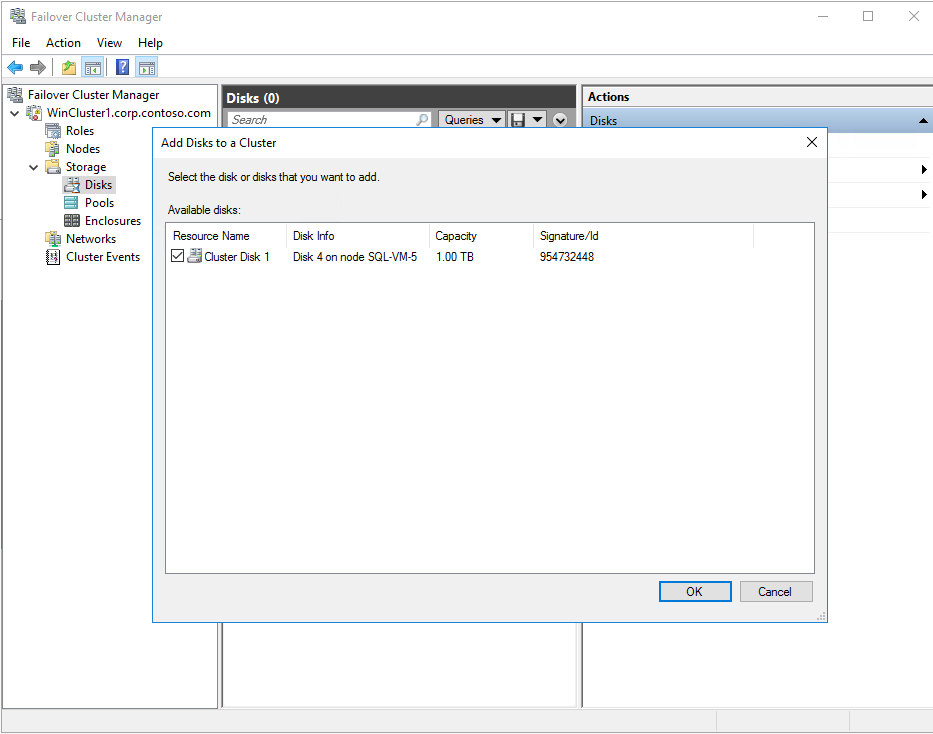 Failover Cluster Manager
File Action View Help
Failover Cluster Manager
WinCluster1.corp.contoso.com
Roles
Nodes
Storage
Disks
Pools
Enclosures
Networks
Cluster Events
Disks (0)
Search Queries
Actions
Disks
Add Disks to a Cluster
Select the disk or disks that you want to add.
Available disks:
Resource Name Disk Info Capacity Signature/Id
Cluster Disk 1 Disk 4 on node SQL-VM-5 1.00 TB 954732448
OK Cancel